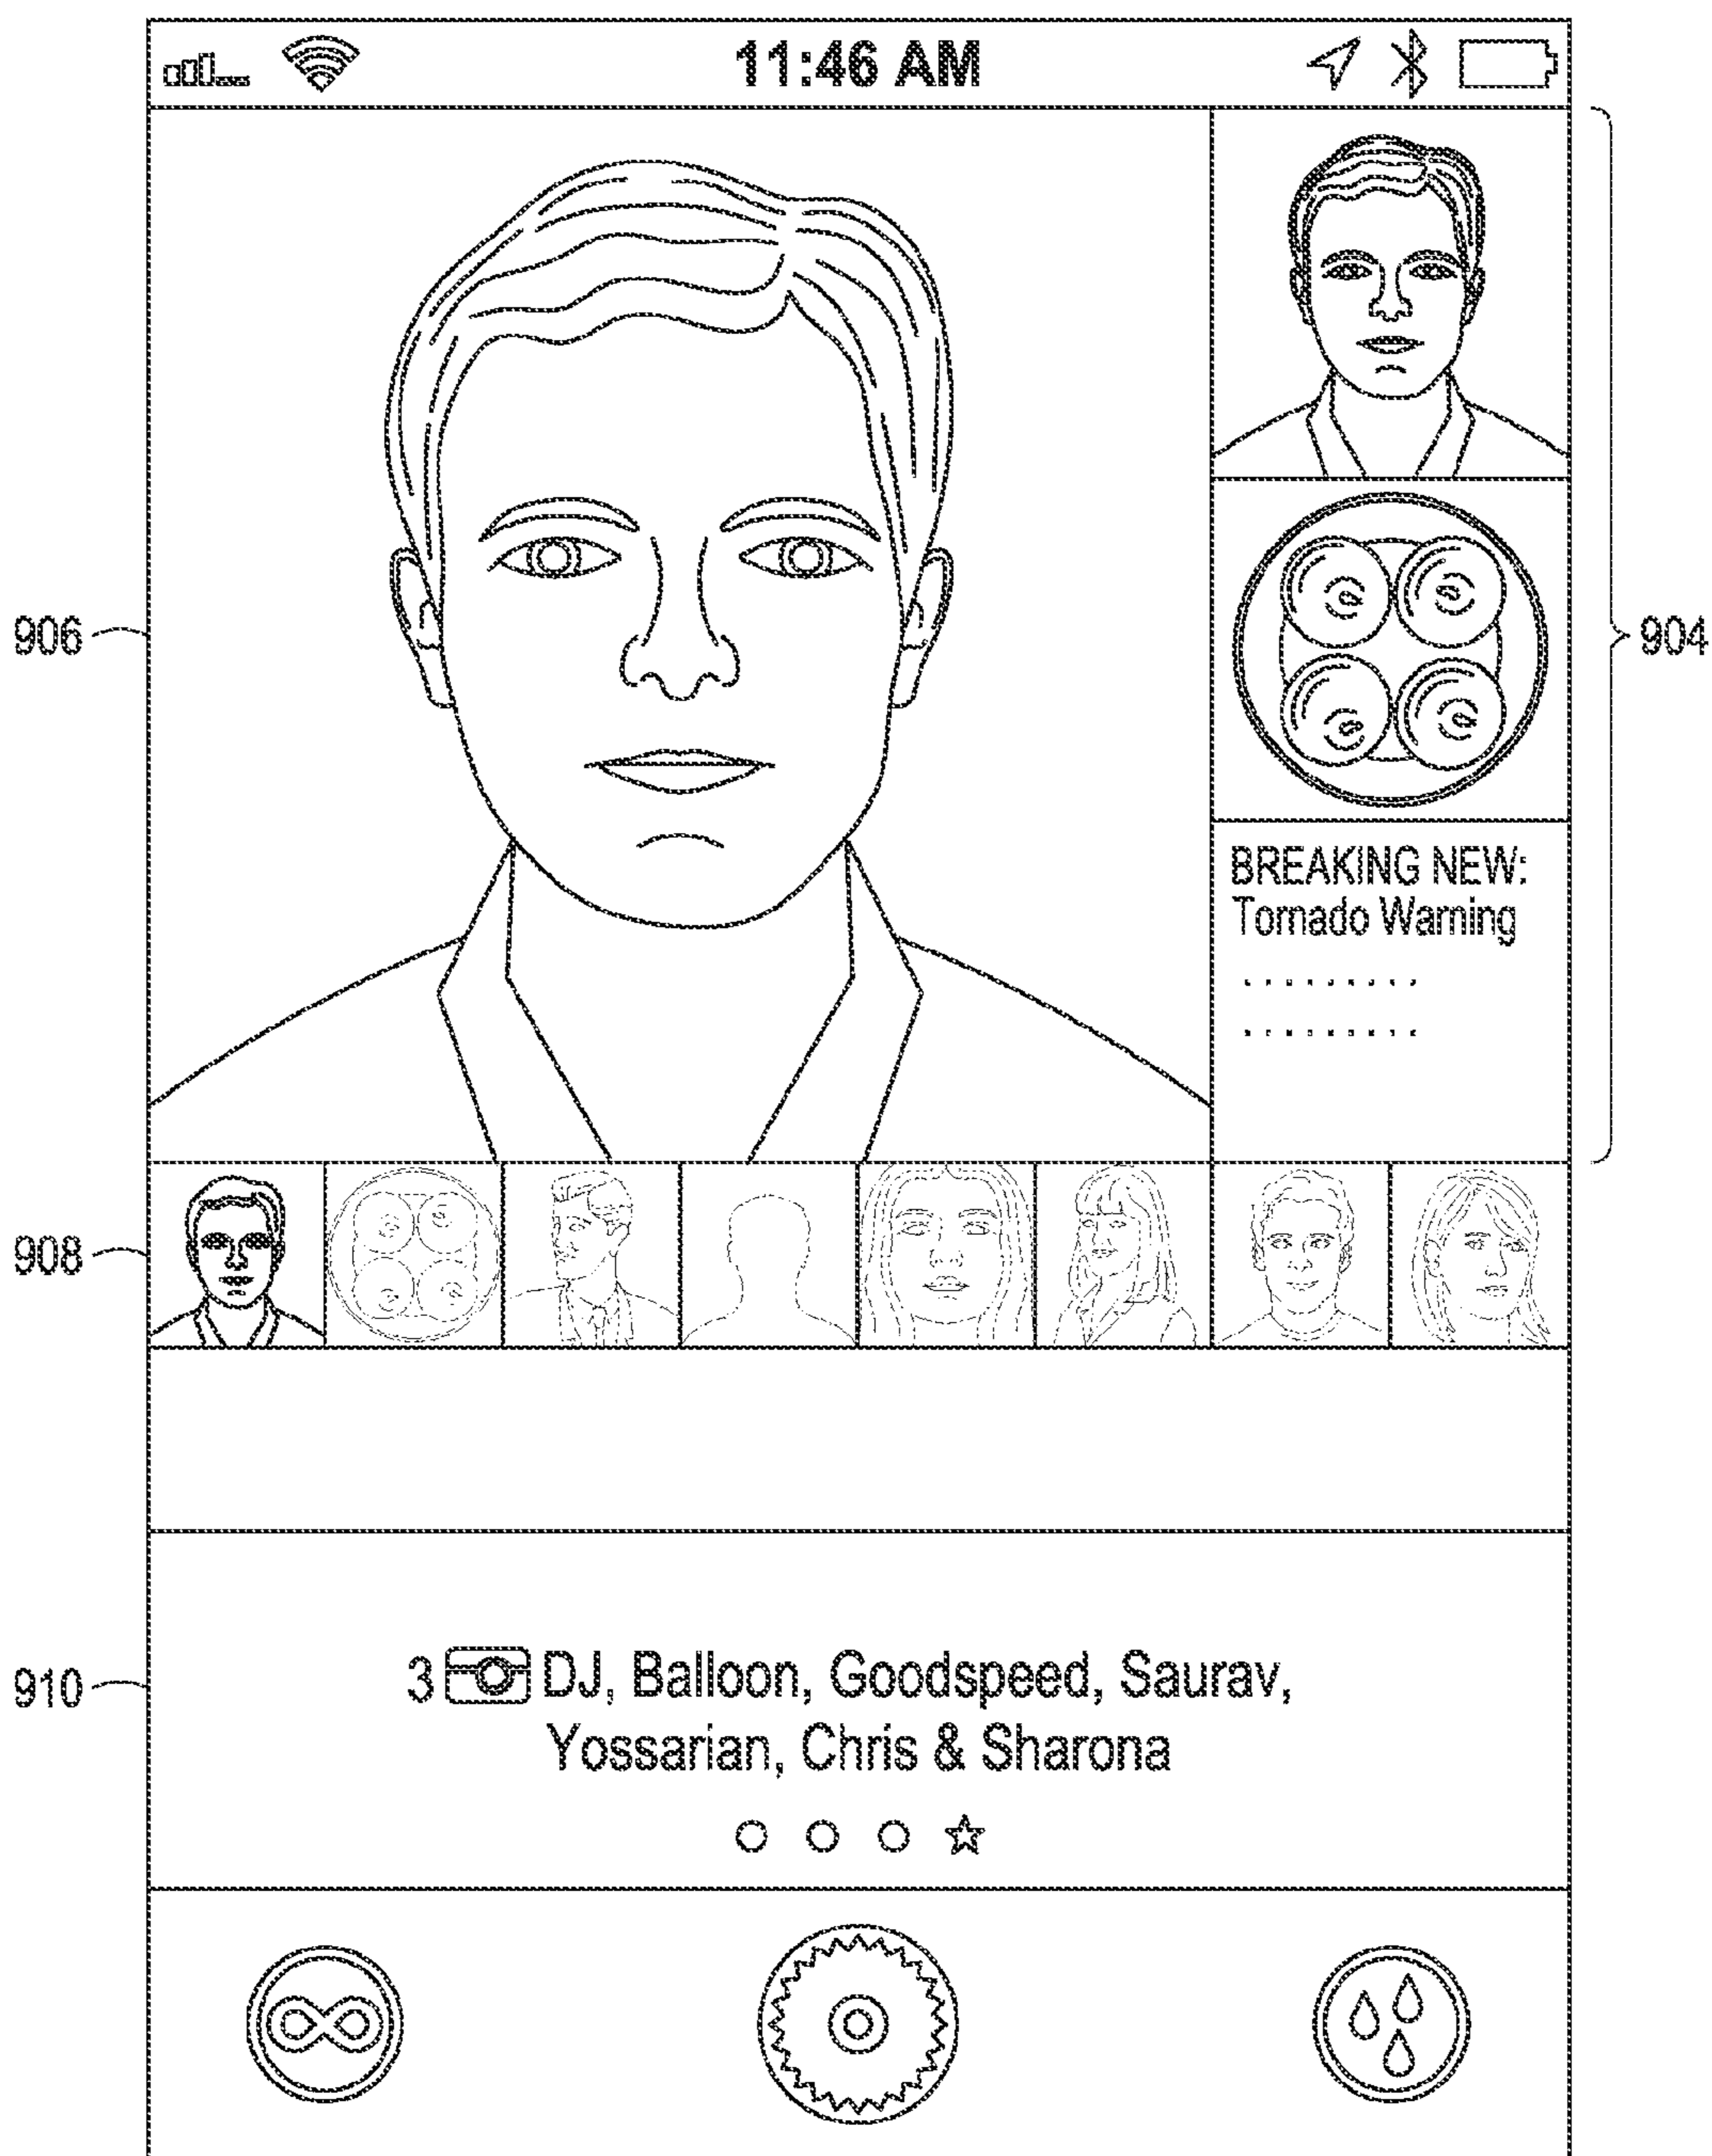 11:46 AM
906
904
BREAKING NEW:
Tornado Warning
908
910
3 DJ, Balloon, Goodspeed, Saurav,
Yossarian, Chris & Sharona